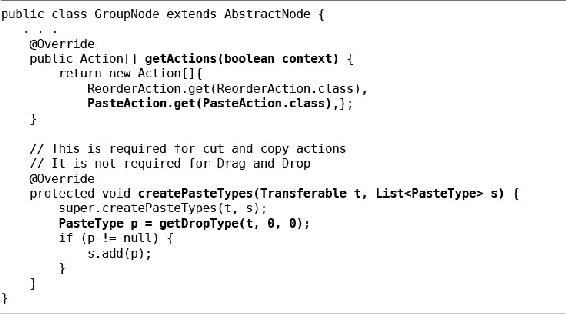 public class GroupNode extends AbstractNode {
. . .
@Override
public Action[] getActions(boolean context) {
return new Action[]{
ReorderAction.get(ReorderAction.class),
PasteAction.get(PasteAction.class),};
}
// This is required for cut and copy actions
// It is not required for Drag and Drop
@Override
protected void createPasteTypes(Transferable t, List<PasteType> s) {
super.createPasteTypes(t, s);
PasteType p = getDropType(t, 0, 0);
if (p != null) {
s.add(p);
}
}
}